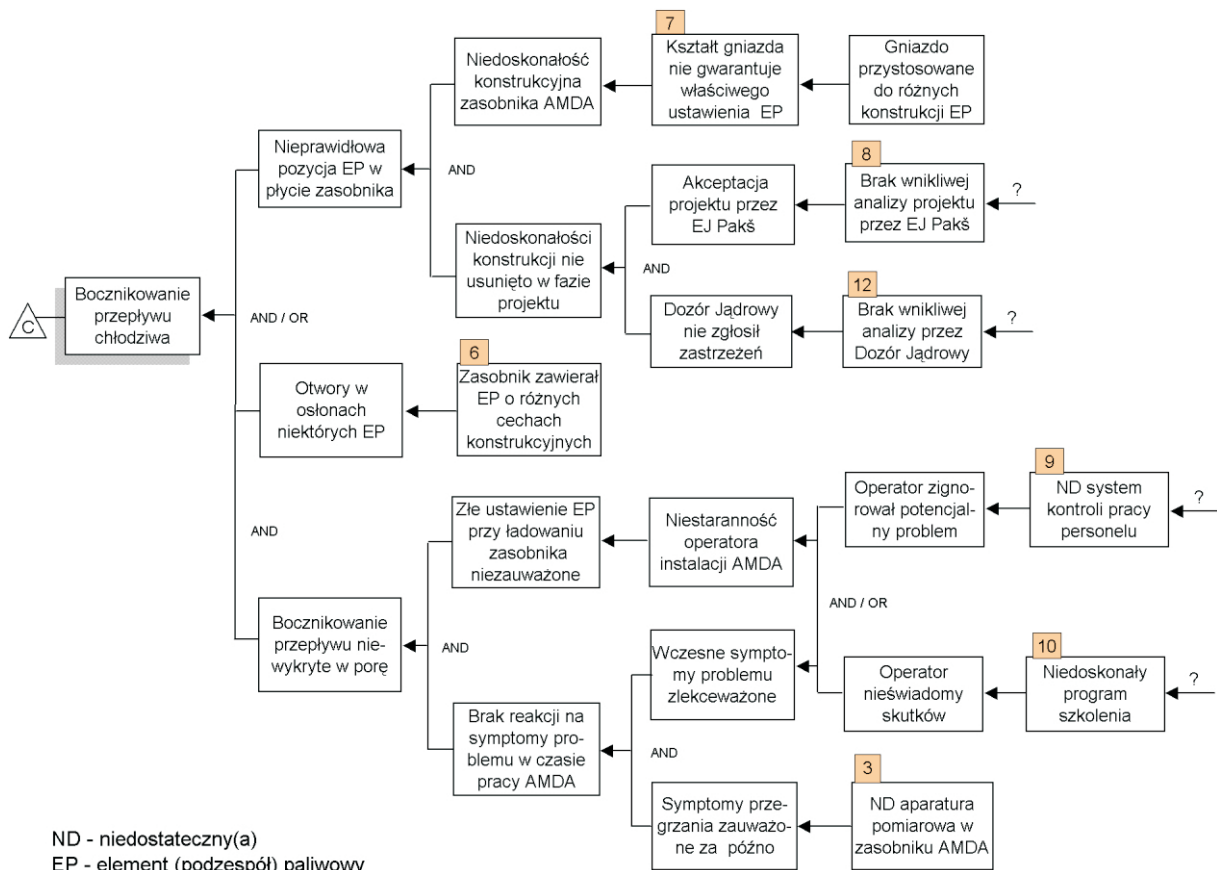 7
Niedoskonałość
konstrukcyjna
zasobnika AMDA
Kształt gniazda
nie gwarantuje
właściwego
ustawienia EP
Gniazdo
przystosowane
do różnych
konstrukcji EP
Nieprawidłowa
pozycja EP w
płycie zasobnika
AND
8
Akceptacja
projektu przez
EJ Pakš
Brak wnikliwej
analizy projektu
przez EJ Pakš
?
Niedoskonałości
konstrukcji nie
usunięto w fazie
projektu
AND
12
Dozór Jądrowy
nie zgłosił
zastrzeżeń
Brak wnikliwej
analizy przez
Dozór Jądrowy
?
C
Bocznikowanie
przepływu
chłodziwa
AND / OR
Otwory w
osłonach
niektórych EP
6
Zasobnik zawierał
EP o różnych
cechach
konstrukcyjnych
AND
Złe ustawienie EP
przy ładowaniu
zasobnika
niezauważone
Niestaranność
operatora
instalacji AMDA
Operator zigno-
rował potencjal-
ny problem
9
ND system
kontroli pracy
personelu
?
Bocznikowanie
przepływu nie-
wykryte w porę
AND
AND / OR
Wczesne sympto-
my problemu
zlekceważone
Operator
nieświadomy
skutków
10
Niedoskonały
program
szkolenia
?
Brak reakcji na
symptomy pro-
blemu w czasie
pracy AMDA
AND
Symptomy prze-
grzania zauważo-
ne za późno
3
ND aparatura
pomiarowa w
zasobniku AMDA
ND - niedostateczny(a)
EP - element (podzespół) paliwowy